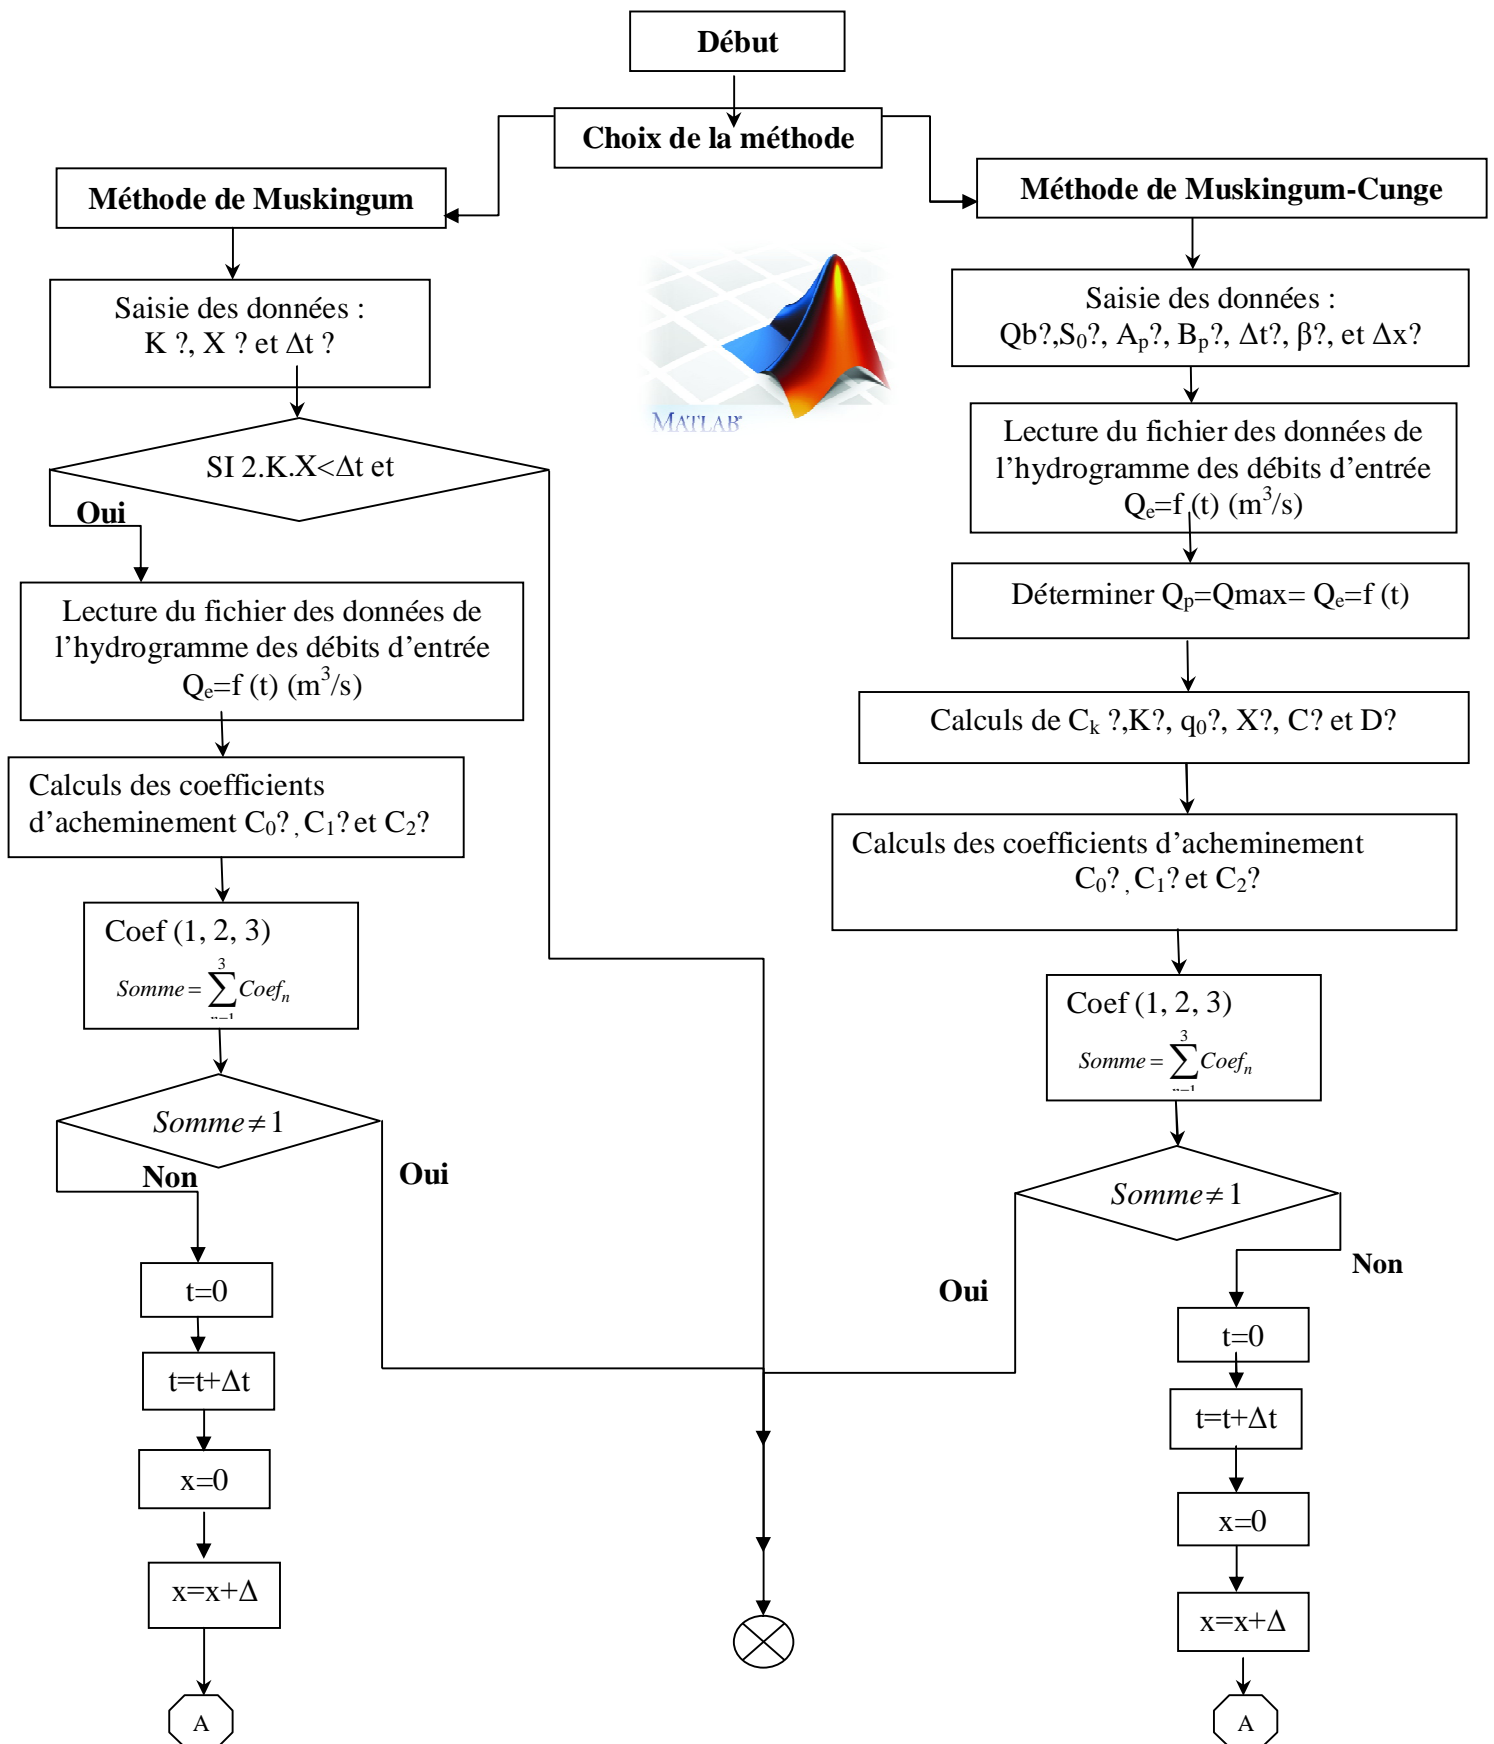 Début
Choix de la méthode
Méthode de Muskingum
Saisie des données :
K ?, X ? et Δt ?
SI 2.K.X<Δt et
Oui
Lecture du fichier des données de
l’hydrogramme des débits d’entrée
Qₑ=f (t) (m³/s)
Calculs des coefficients
d’acheminement C₀? , C₁? et C₂?
Coef (1, 2, 3)
Somme = ∑ 3 n=1 Coefₙ
Somme ≠ 1
Non
Oui
t=0
t=t+Δt
x=0
x=x+Δ
A
MATLAB®
Méthode de Muskingum-Cunge
Saisie des données :
Qb?,S₀?, Aₚ?, Bₚ?, Δt?, β?, et Δx?
Lecture du fichier des données de
l’hydrogramme des débits d’entrée
Qₑ=f (t) (m³/s)
Déterminer Qₚ=Qmax= Qₑ=f (t)
Calculs de Cₖ ?,K?, q₀?, X?, C? et D?
Calculs des coefficients d’acheminement
C₀? , C₁? et C₂?
Coef (1, 2, 3)
Somme = ∑ 3 n=1 Coefₙ
Somme ≠ 1
Oui
Non
t=0
t=t+Δt
x=0
x=x+Δ
A